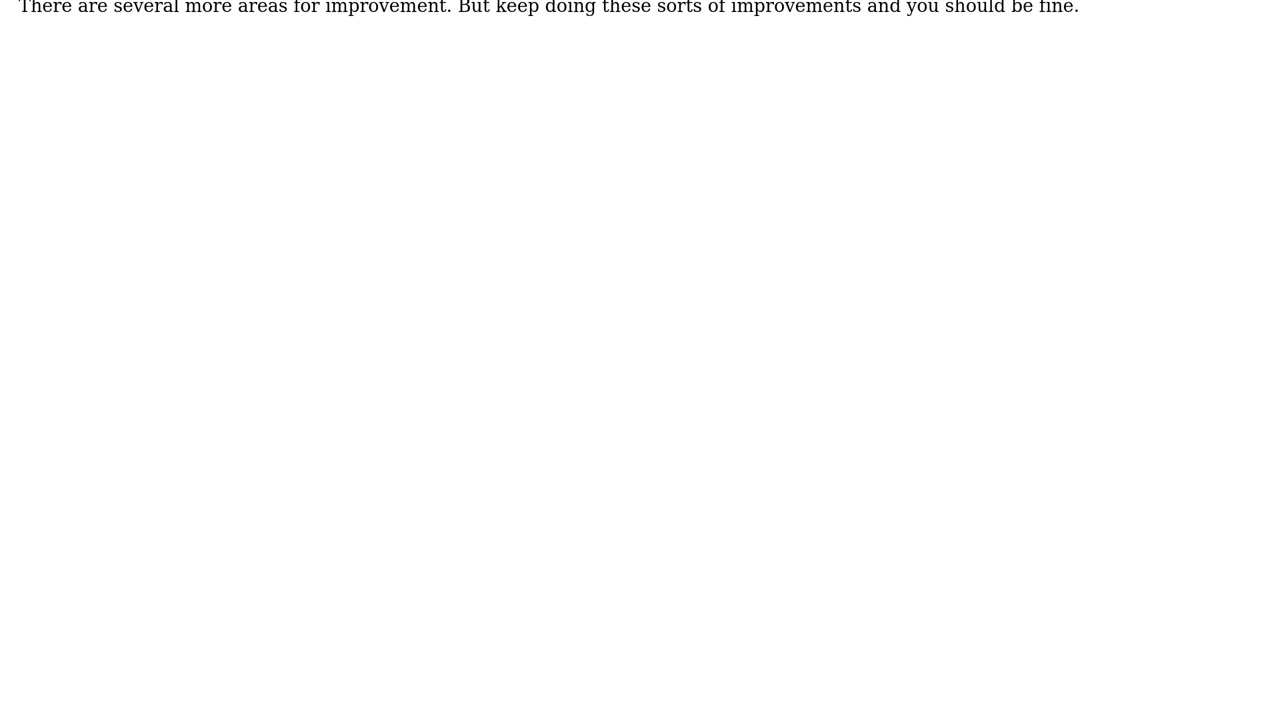 There are several more areas for improvement. But keep doing these sorts of improvements and you should be fine.